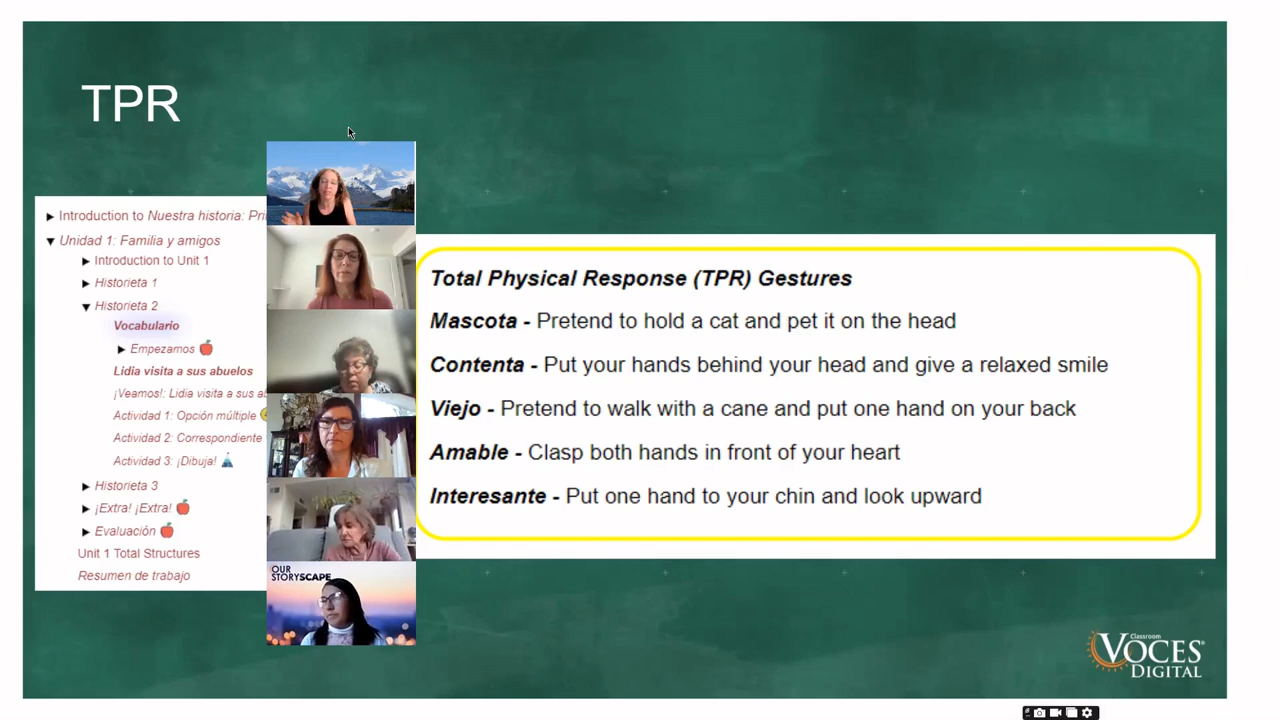 TPR
Introduction to Nuestra historia: Pri
Unidad 1: Familia y amigos
Introduction to Unit 1
Historieta 1
Historieta 2
Vocabulario
Empezamos
Lidia visita a sus abuelos
¡Veamos!: Lidia visita a sus ab
Actividad 1: Opción múltiple
Actividad 2: Correspondiente
Actividad 3: ¡Dibuja!
Historieta 3
¡Extra! ¡Extra!
Evaluación
Unit 1 Total Structures
Resumen de trabajo
OUR
STORYSCAPE
Total Physical Response (TPR) Gestures
Mascota - Pretend to hold a cat and pet it on the head
Contenta - Put your hands behind your head and give a relaxed smile
Viejo - Pretend to walk with a cane and put one hand on your back
Amable - Clasp both hands in front of your heart
Interesante - Put one hand to your chin and look upward
Classroom
VOCES®
DIGITAL